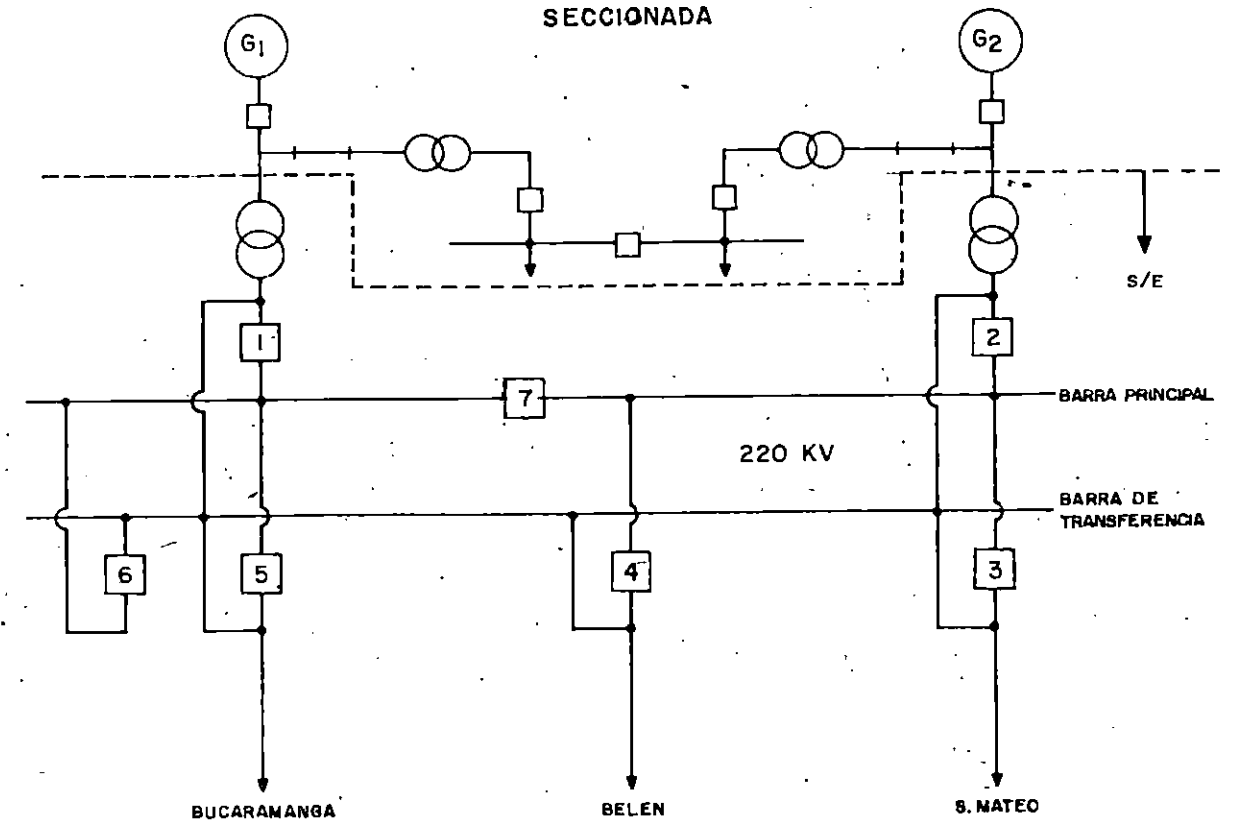 SECCIONADA
G1
G2
S/E
1
2
7
BARRA PRINCIPAL
220 KV
BARRA DE
TRANSFERENCIA
6
5
4
3
BUCARAMANGA
BELEN
S. MATEO